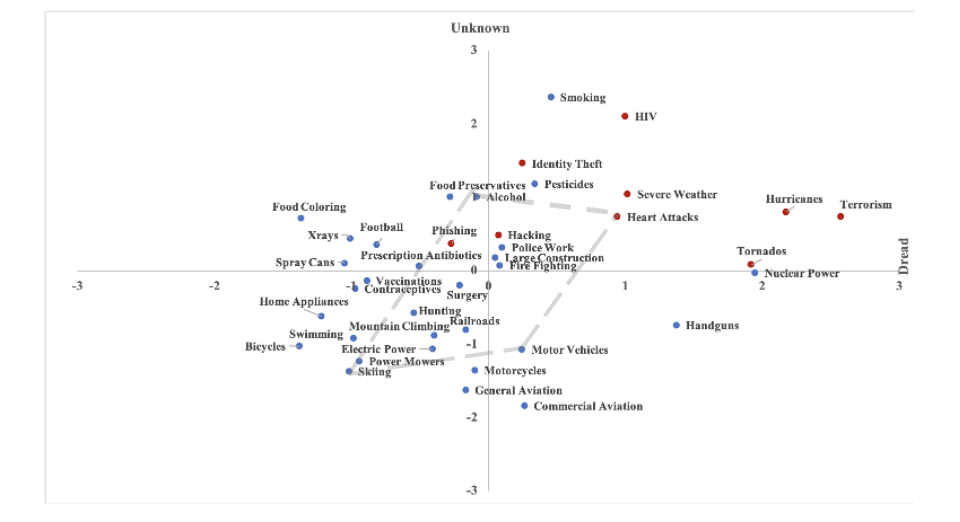 Unknown
3
Smoking
2
HIV
Identity Theft
Food Preservatives
Pesticides
Alcohol
Severe Weather
Hurricanes
Terrorism
Food Coloring
Heart Attacks
Football
Xrays
Phishing
Hacking
Police Work
Tornados
Dread
Prescription Antibiotics
Large Construction
Spray Cans
Fire Fighting
0
Nuclear Power
-3
-2
-1
0
1
2
3
Vaccinations
Contraceptives
Surgery
Home Appliances
Hunting
Mountain Climbing
Railroads
Handguns
Swimming
-1
Bicycles
Electric Power
Motor Vehicles
Power Mowers
Skiing
Motorcycles
General Aviation
Commercial Aviation
-2
-3